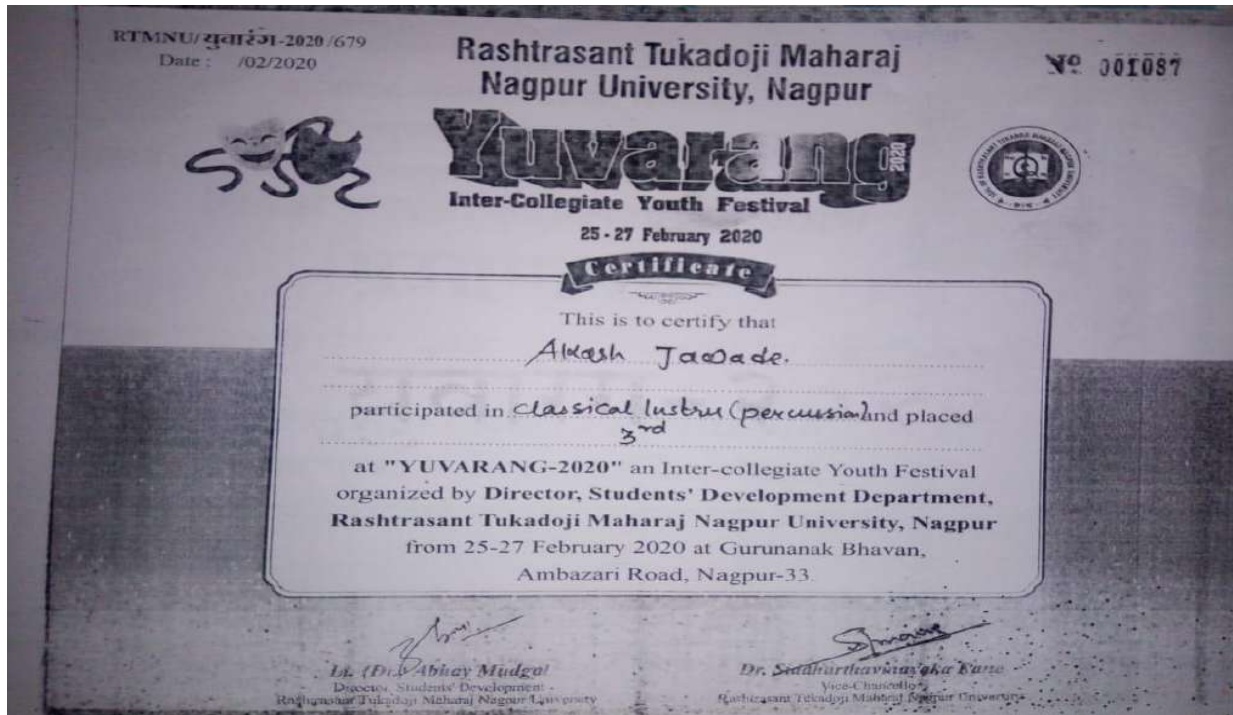 RTMNU/युवारंग-2020/679
Date : /02/2020
Rashtrasant Tukadoji Maharaj
Nagpur University, Nagpur
Nº 001087
Yuvarang 2020
Inter-Collegiate Youth Festival
25 - 27 February 2020
Certificate
This is to certify that
Akash Jawade.
participated in classical Instru (percussion) and placed
3rd
at "YUVARANG-2020" an Inter-collegiate Youth Festival
organized by Director, Students' Development Department,
Rashtrasant Tukadoji Maharaj Nagpur University, Nagpur
from 25-27 February 2020 at Gurunanak Bhavan,
Ambazari Road, Nagpur-33.
Lt. (Dr.) Abhay Mudgal
Director, Students' Development
Rashtrasant Tukadoji Maharaj Nagpur University
Dr. Siddharthavinayaka Kane
Vice-Chancellor
Rashtrasant Tukadoji Maharaj Nagpur University